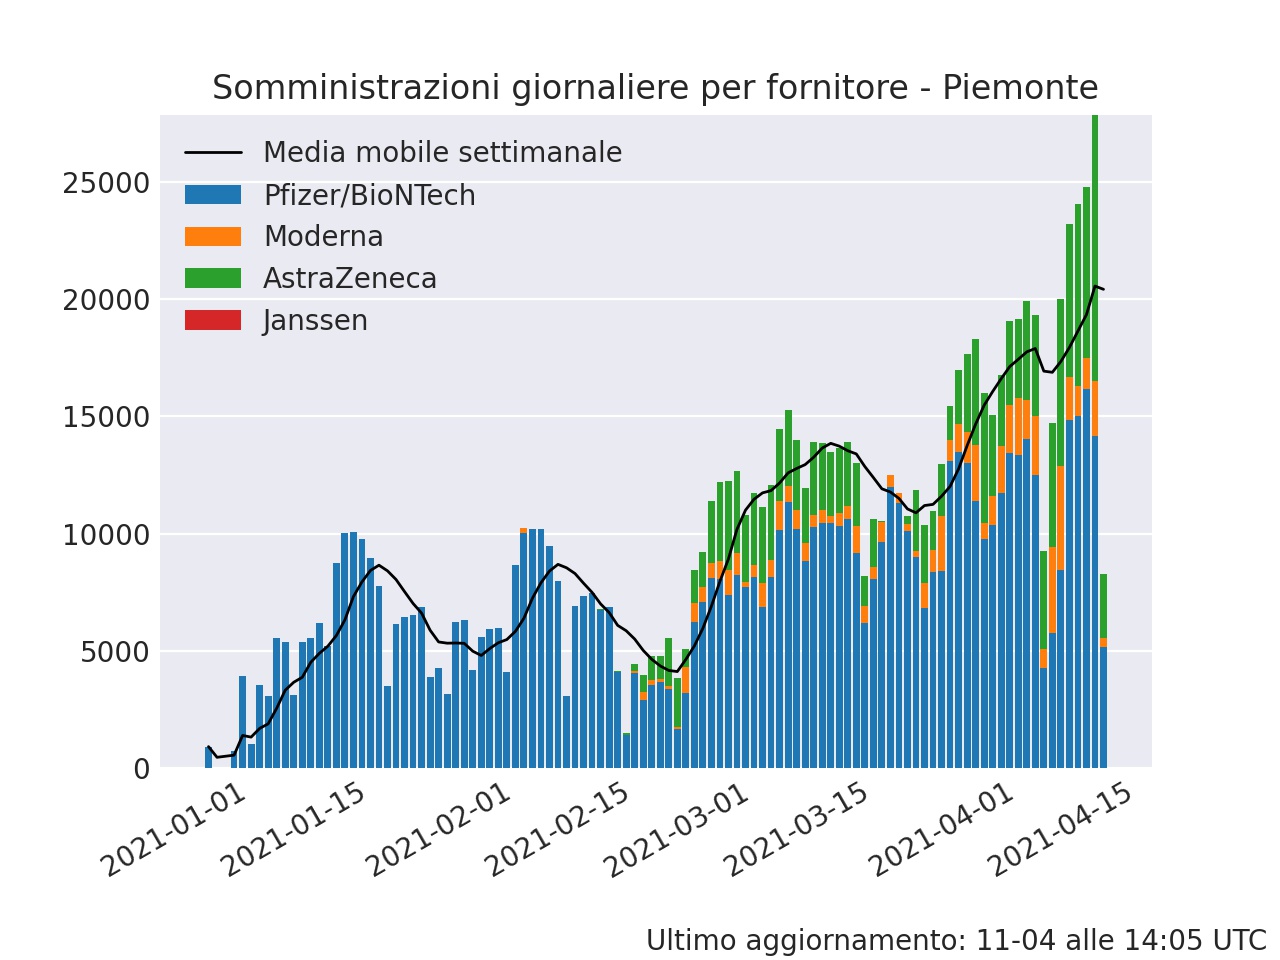 Somministrazioni giornaliere per fornitore - Piemonte
Media mobile settimanale
Pfizer/BioNTech
Moderna
AstraZeneca
Janssen
25000
20000
15000
10000
5000
0
2021-01-01
2021-01-15
2021-02-01
2021-02-15
2021-03-01
2021-03-15
2021-04-01
2021-04-15
Ultimo aggiornamento: 11-04 alle 14:05 UTC